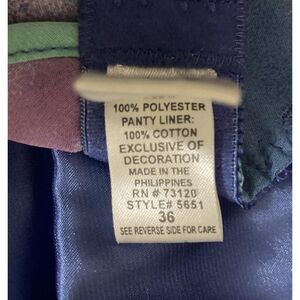 100% POLYESTER
PANTY LINER:
100% COTTON
EXCLUSIVE OF
DECORATION
MADE IN THE
PHILIPPINES
RN # 73120
STYLE# 5651
36
SEE REVERSE SIDE FOR CARE